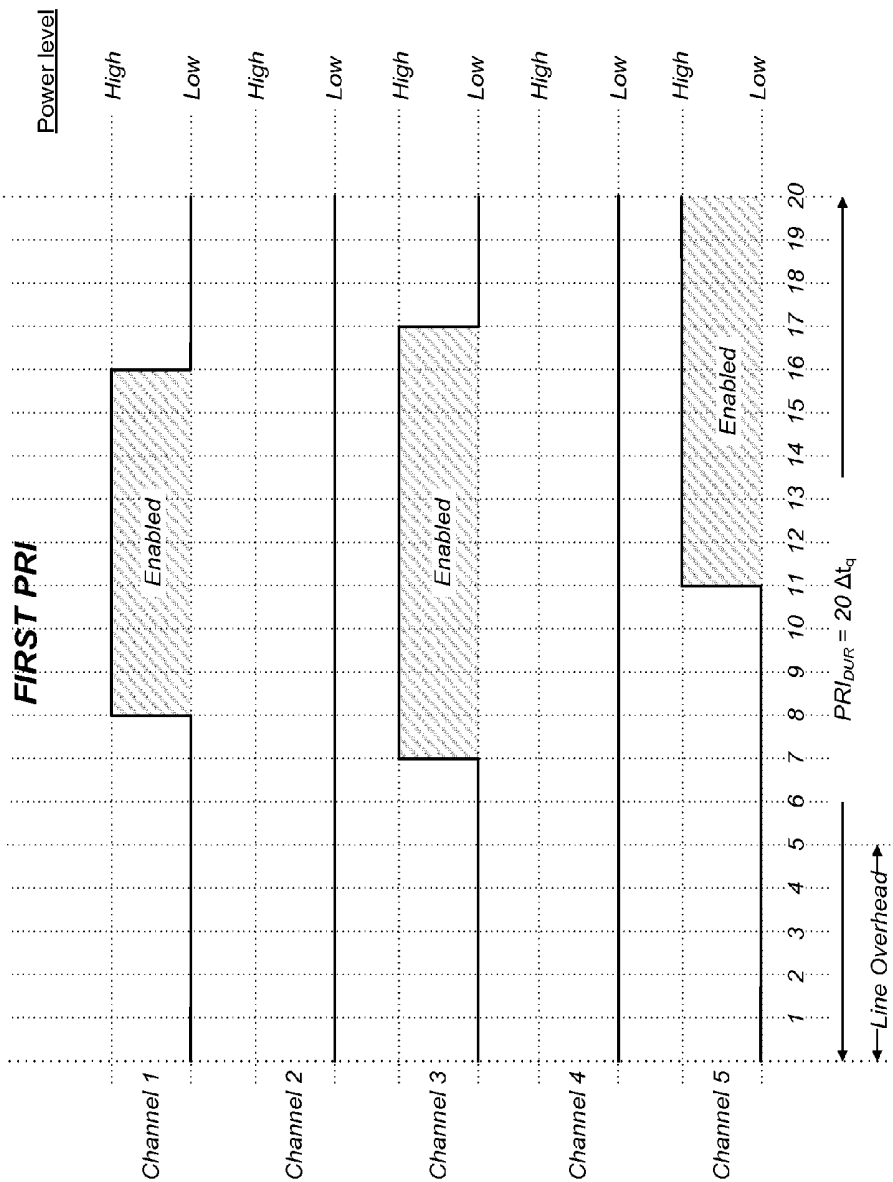 FIRST PRI
Power level
Channel 1
Enabled
High
Low
Channel 2
High
Low
Channel 3
Enabled
High
Low
Channel 4
High
Low
Channel 5
Enabled
High
Low
1 2 3 4 5 6 7 8 9 10 11 12 13 14 15 16 17 18 19 20
PRI_DUR = 20 Δt_q
Line Overhead